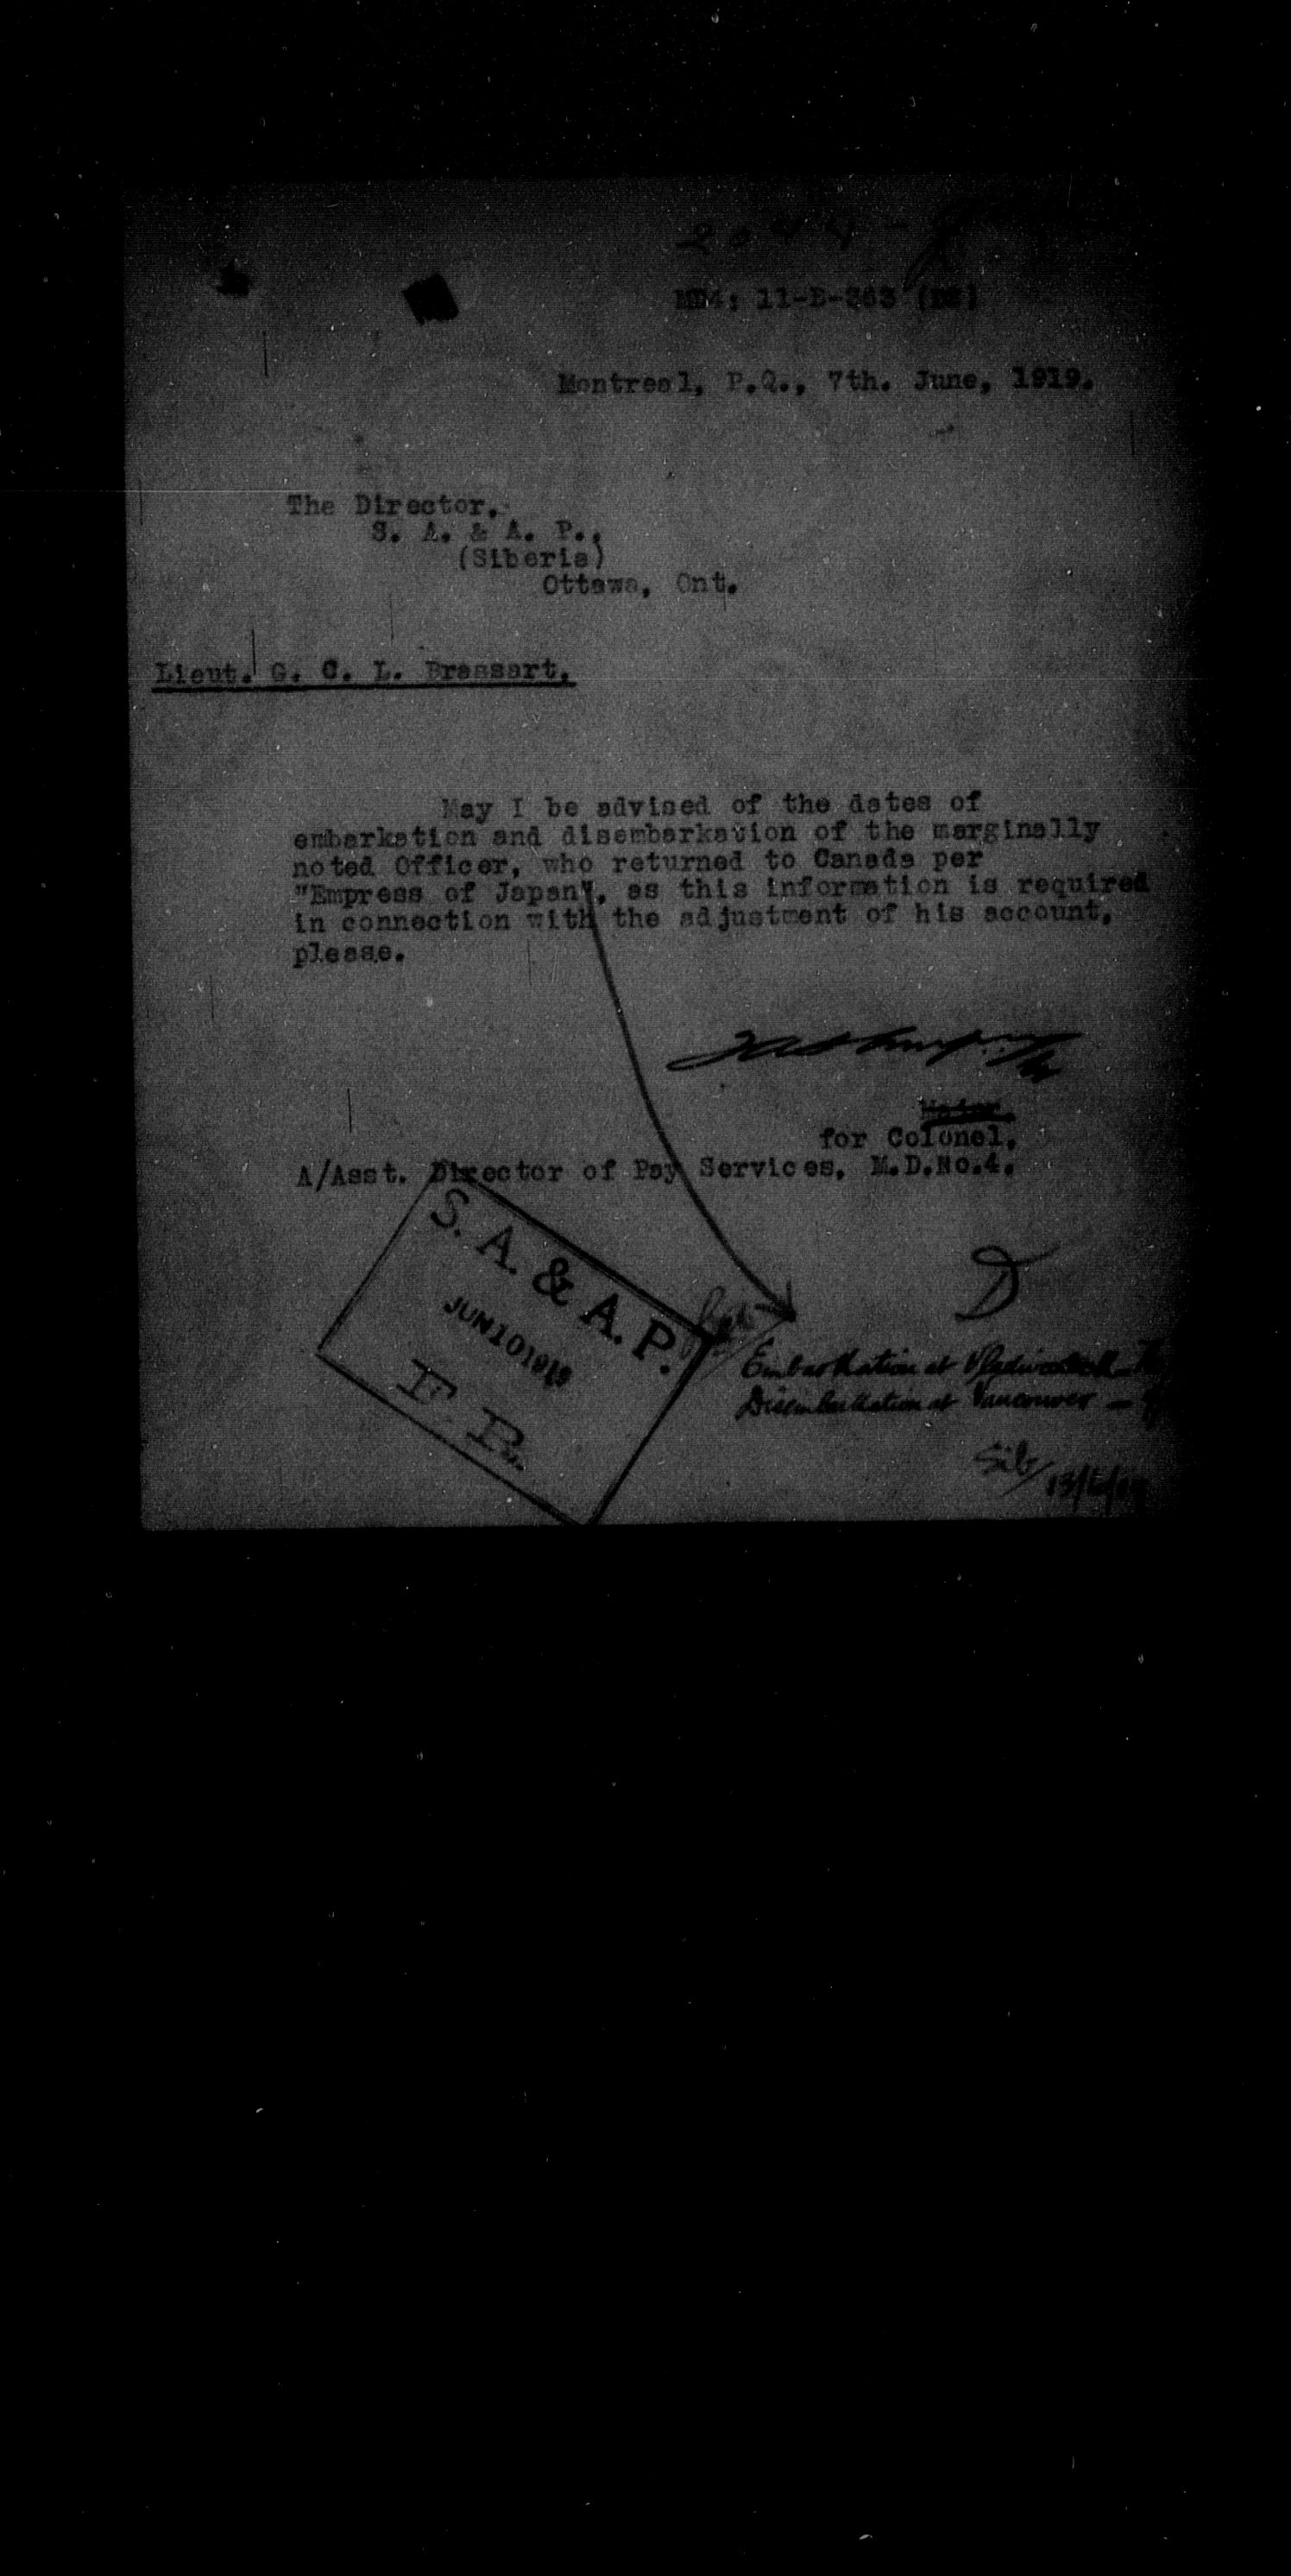 11-B-263
Montreal, P.Q., 7th. June, 1919.
The Director,
S. A. & A. P.,
(Siberia)
Ottawa, Ont.
Lieut. G. C. L. Brassart.
May I be advised of the dates of
embarkation and disembarkation of the marginally
noted Officer, who returned to Canada per
"Empress of Japan", as this information is required
in connection with the adjustment of his account,
please.
for Colonel,
A/Asst. Director of Pay Services, M.D.No.4.
S. A. & A. P.
JUN 10 1919
D
Embarkation at Vladivostock
Disembarkation at Vancouver —
Sib